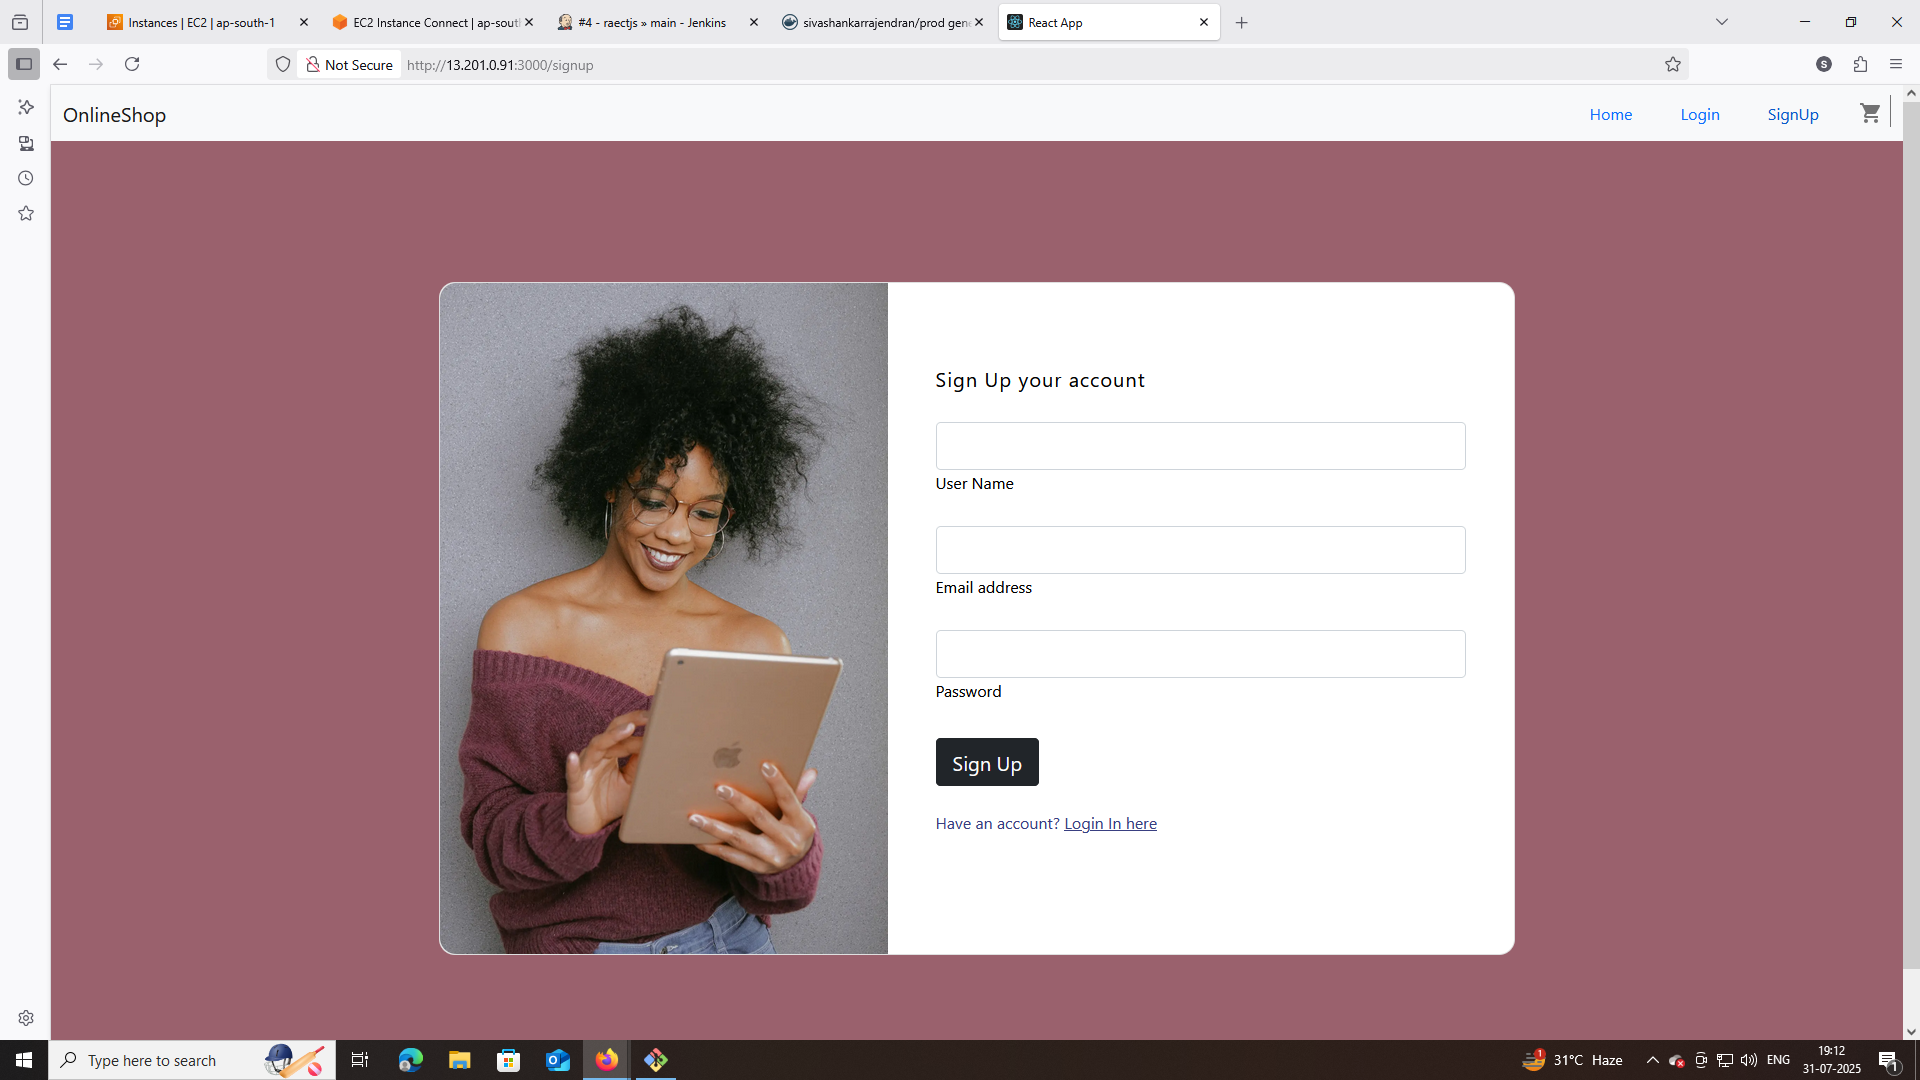 Instances | EC2 | ap-south-1
EC2 Instance Connect | ap-sout
#4 - raectjs » main - Jenkins
sivashankarrajendran/prod gen
React App
Not Secure
http://13.201.0.91:3000/signup
S
OnlineShop
Home
Login
SignUp
Sign Up your account
User Name
Email address
Password
Sign Up
Have an account? Login In here
Type here to search
1
31°C Haze
ENG
19:12
31-07-2025
1